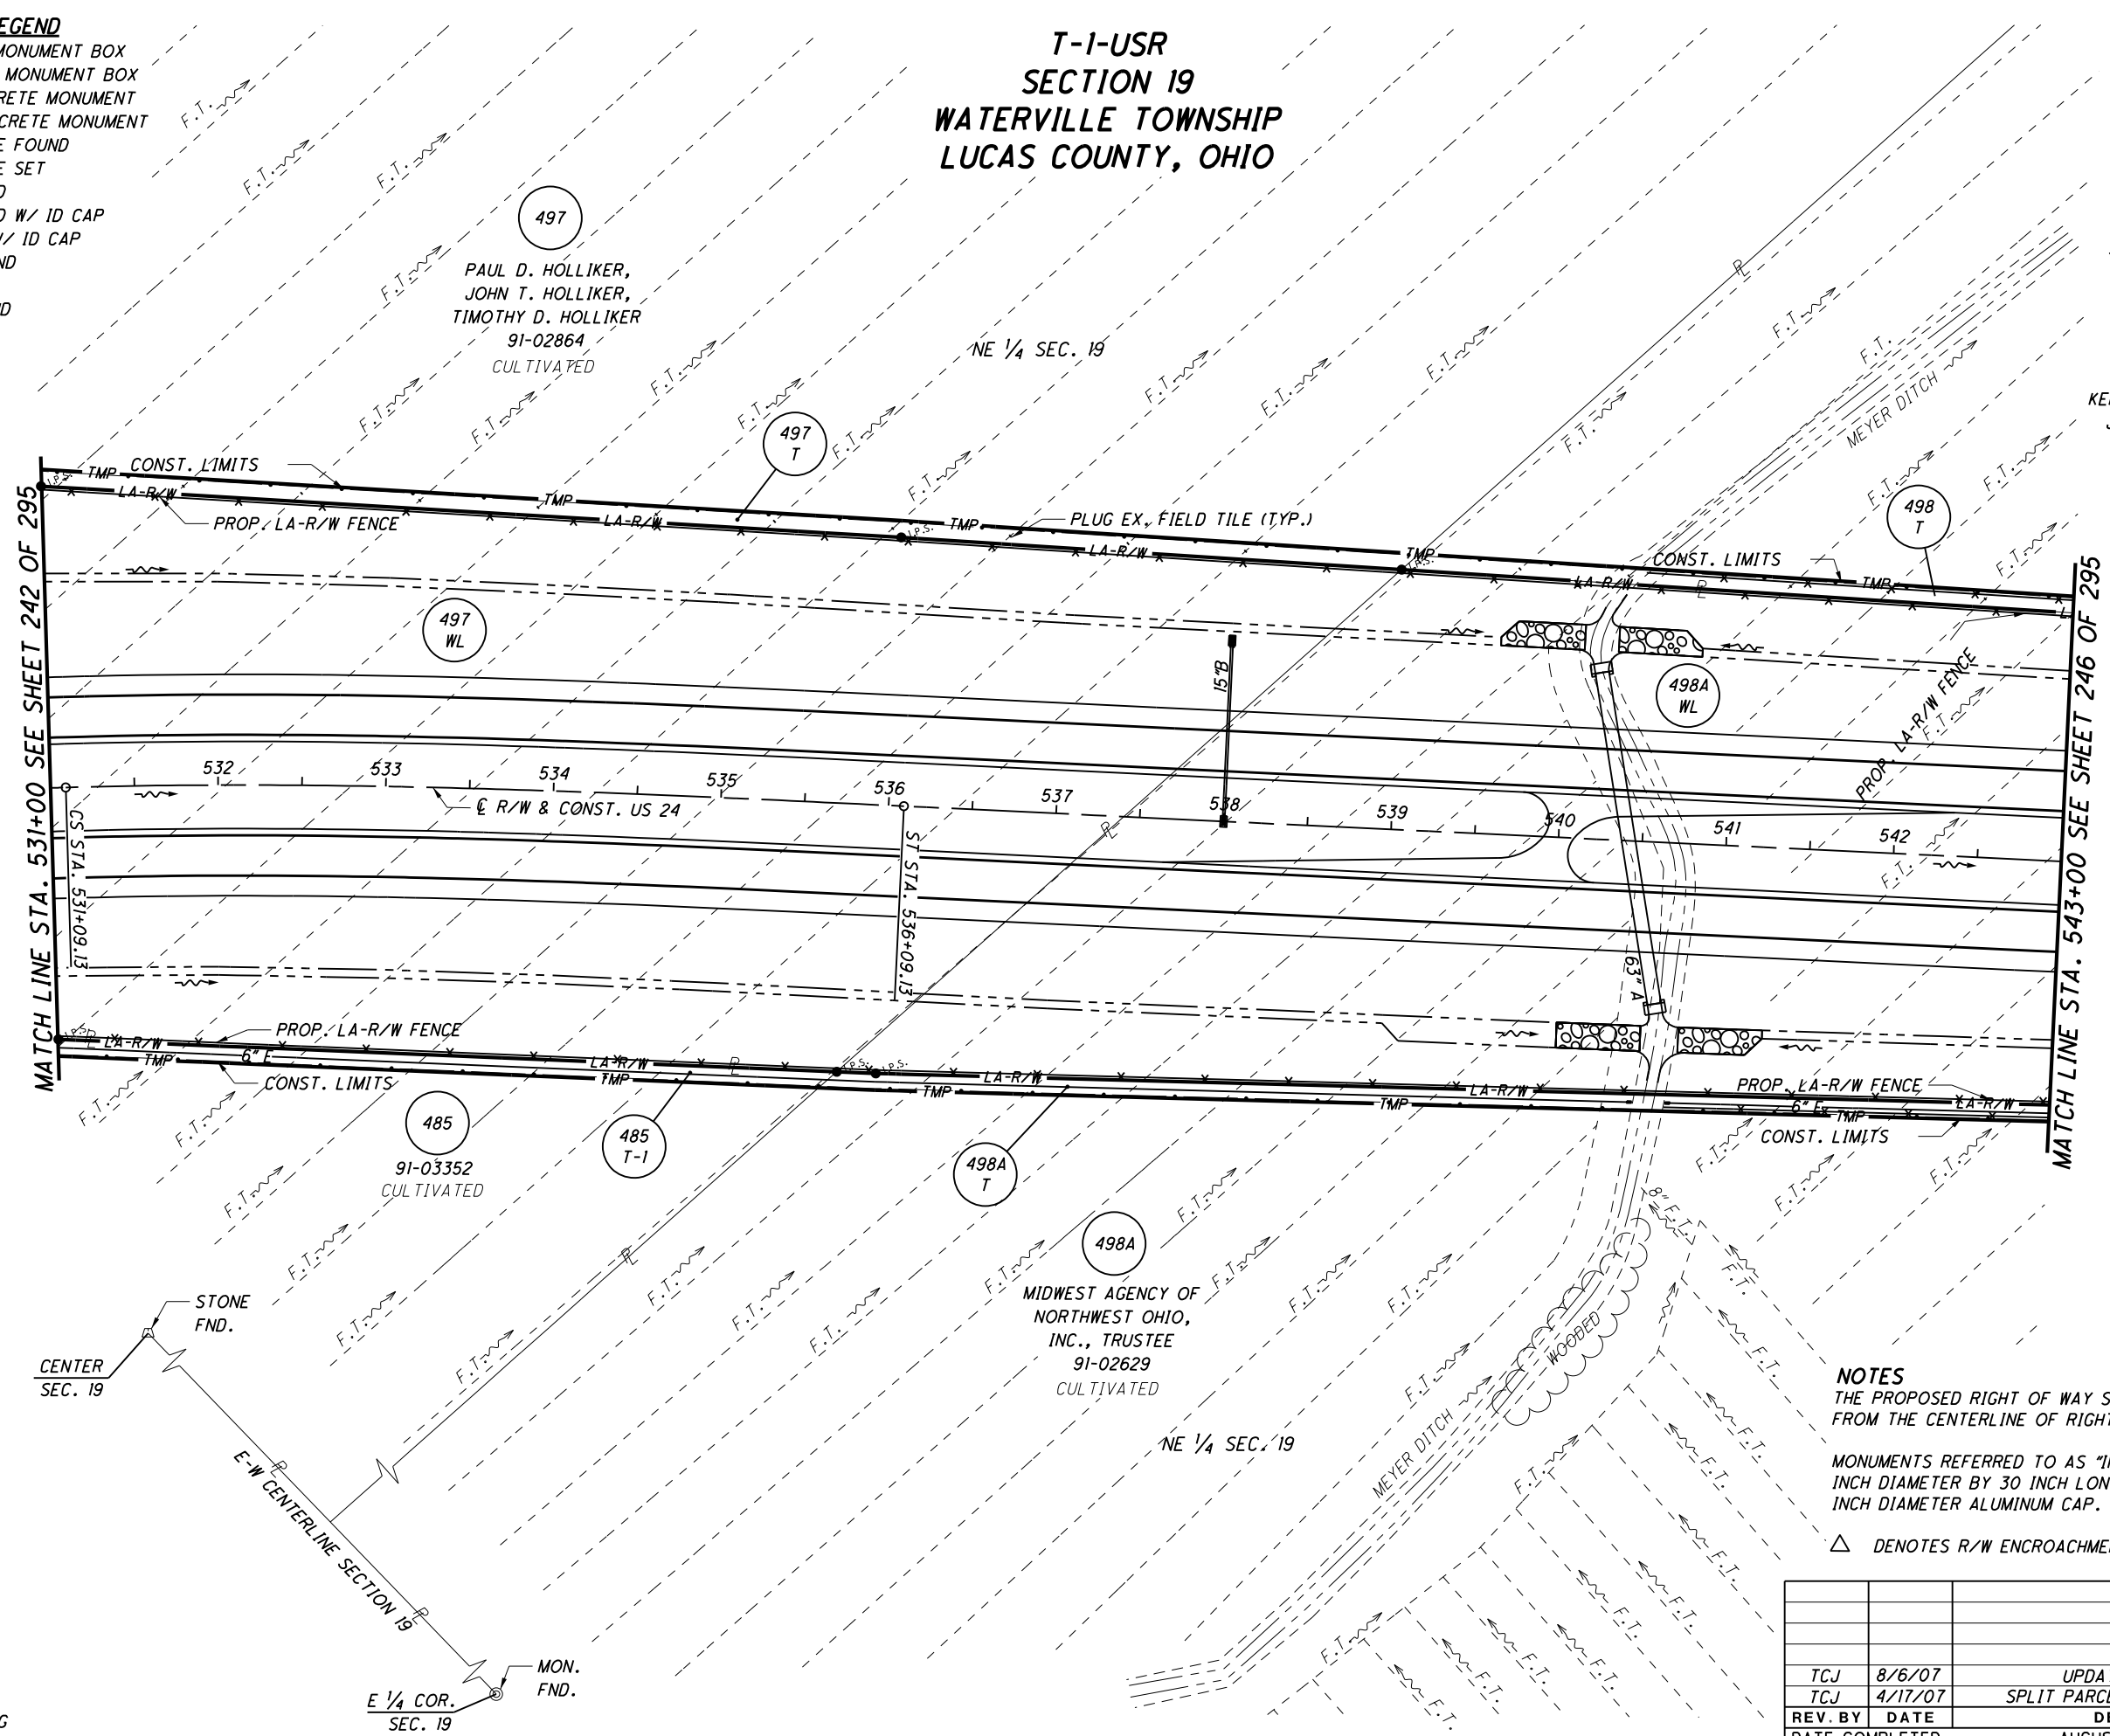 LEGEND
MONUMENT BOX
MONUMENT BOX
CRETE MONUMENT
CRETE MONUMENT
E FOUND
E SET
D W/ ID CAP
W/ ID CAP
ND
T-1-USR
SECTION 19
WATERVILLE TOWNSHIP
LUCAS COUNTY, OHIO
497
PAUL D. HOLLIKER,
JOHN T. HOLLIKER,
TIMOTHY D. HOLLIKER
91-02864
CULTIVATED
NE 1/4 SEC. 19
MEYER DITCH
F.T.
497
T
498
T
TMP
CONST. LIMITS
LA-R/W
PROP. LA-R/W FENCE
I.P.S.
PLUG EX. FIELD TILE (TYP.)
CONST. LIMITS
MATCH LINE STA. 531+00 SEE SHEET 242 OF 295
MATCH LINE STA. 543+00 SEE SHEET 246 OF 295
497
WL
15"B
498A
WL
PROP. LA-R/W FENCE
532
533
534
535
536
537
538
539
540
541
542
℄ R/W & CONST. US 24
CS STA. 531+09.13
ST STA. 536+09.13
63" A
PROP. LA-R/W FENCE
LA-R/W
TMP
6" F
CONST. LIMITS
PROP. LA-R/W FENCE
6" F
CONST. LIMITS
485
91-03352
CULTIVATED
485
T-1
498A
T
498A
MIDWEST AGENCY OF
NORTHWEST OHIO,
INC., TRUSTEE
91-02629
CULTIVATED
NE 1/4 SEC. 19
MEYER DITCH
WOODED
8" F.T.
STONE
FND.
CENTER
SEC. 19
E-W CENTERLINE SECTION 19
MON.
FND.
E 1/4 COR.
SEC. 19
NOTES
THE PROPOSED RIGHT OF WAY S
FROM THE CENTERLINE OF RIGHT
MONUMENTS REFERRED TO AS "I
INCH DIAMETER BY 30 INCH LON
INCH DIAMETER ALUMINUM CAP.
DENOTES R/W ENCROACHME
TCJ 8/6/07 UPDA
TCJ 4/17/07 SPLIT PARCE
REV. BY DATE DE
DATE COMPLETED AUGUS